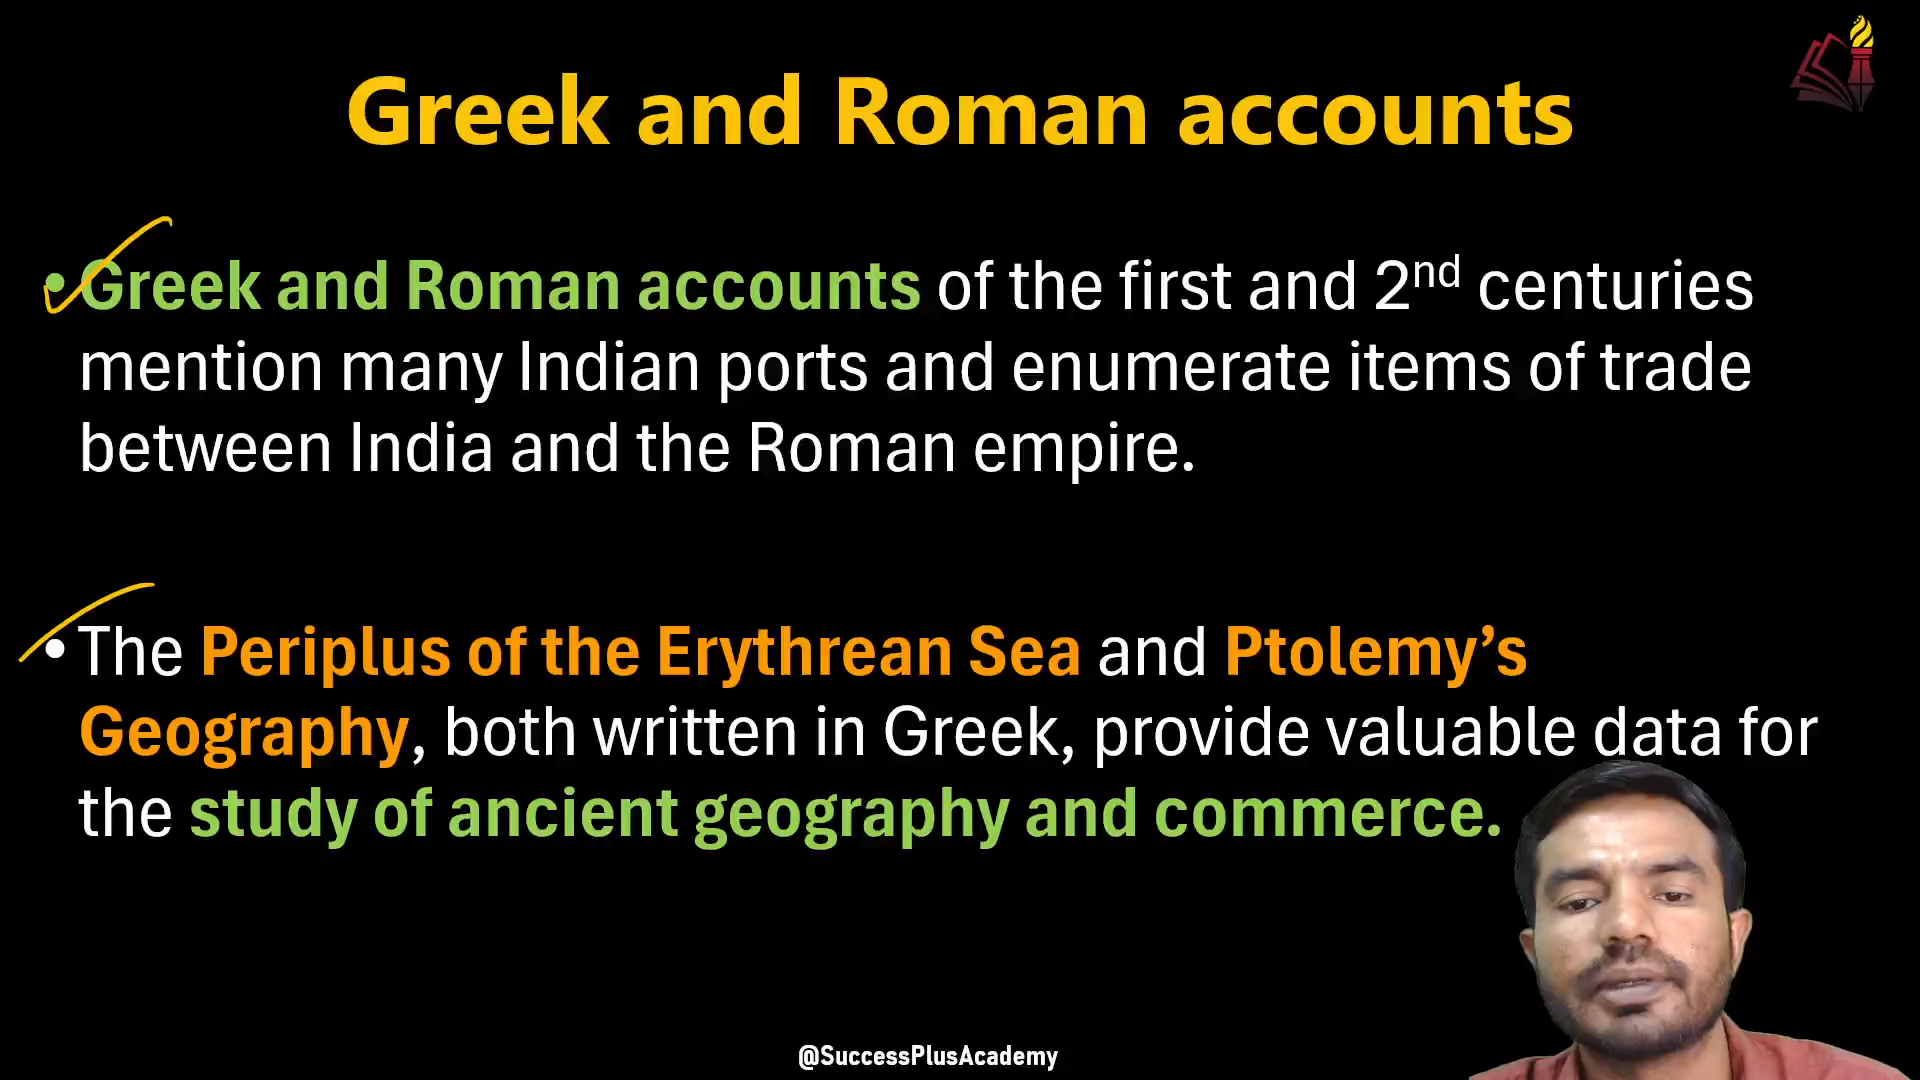 Greek and Roman accounts
• Greek and Roman accounts of the first and 2nd centuries
mention many Indian ports and enumerate items of trade
between India and the Roman empire.
• The Periplus of the Erythrean Sea and Ptolemy’s
Geography, both written in Greek, provide valuable data for
the study of ancient geography and commerce.
@SuccessPlusAcademy